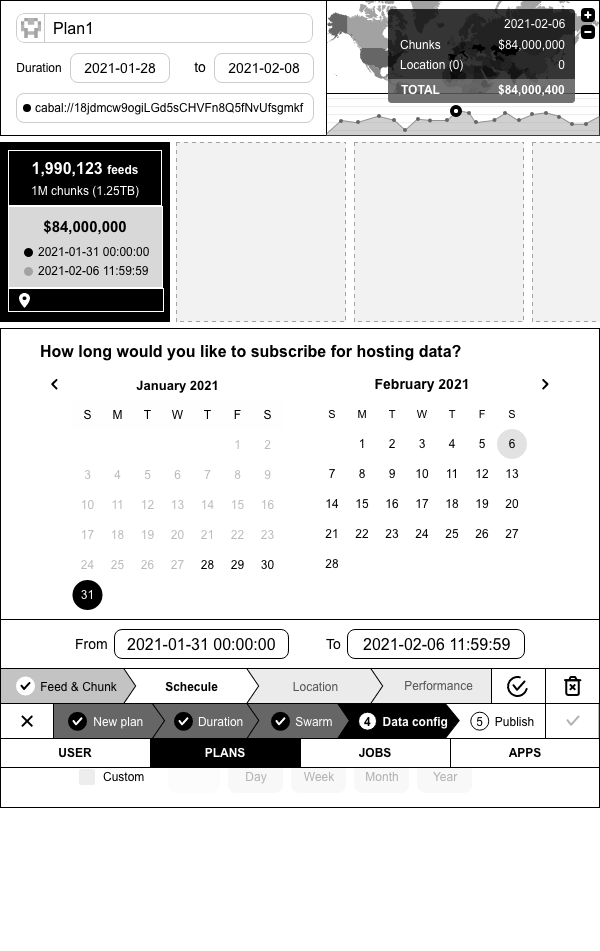 Plan1
Duration 2021-01-28 to 2021-02-08
cabal://18jdmcw9ogiLGd5sCHVFn8Q5fNvUfsgmkf
2021-02-06
Chunks $84,000,000
Location (0) 0
TOTAL $84,000,400
1,990,123 feeds
1M chunks (1.25TB)
$84,000,000
2021-01-31 00:00:00
2021-02-06 11:59:59
How long would you like to subscribe for hosting data?
January 2021
S M T W T F S
1 2
3 4 5 6 7 8 9
10 11 12 13 14 15 16
17 18 19 20 21 22 23
24 25 26 27 28 29 30
31
February 2021
S M T W T F S
1 2 3 4 5 6
7 8 9 10 11 12 13
14 15 16 17 18 19 20
21 22 23 24 25 26 27
28
From 2021-01-31 00:00:00 To 2021-02-06 11:59:59
Feed & Chunk Schecule Location Performance
New plan Duration Swarm 4 Data config 5 Publish
USER PLANS JOBS APPS
Custom Day Week Month Year